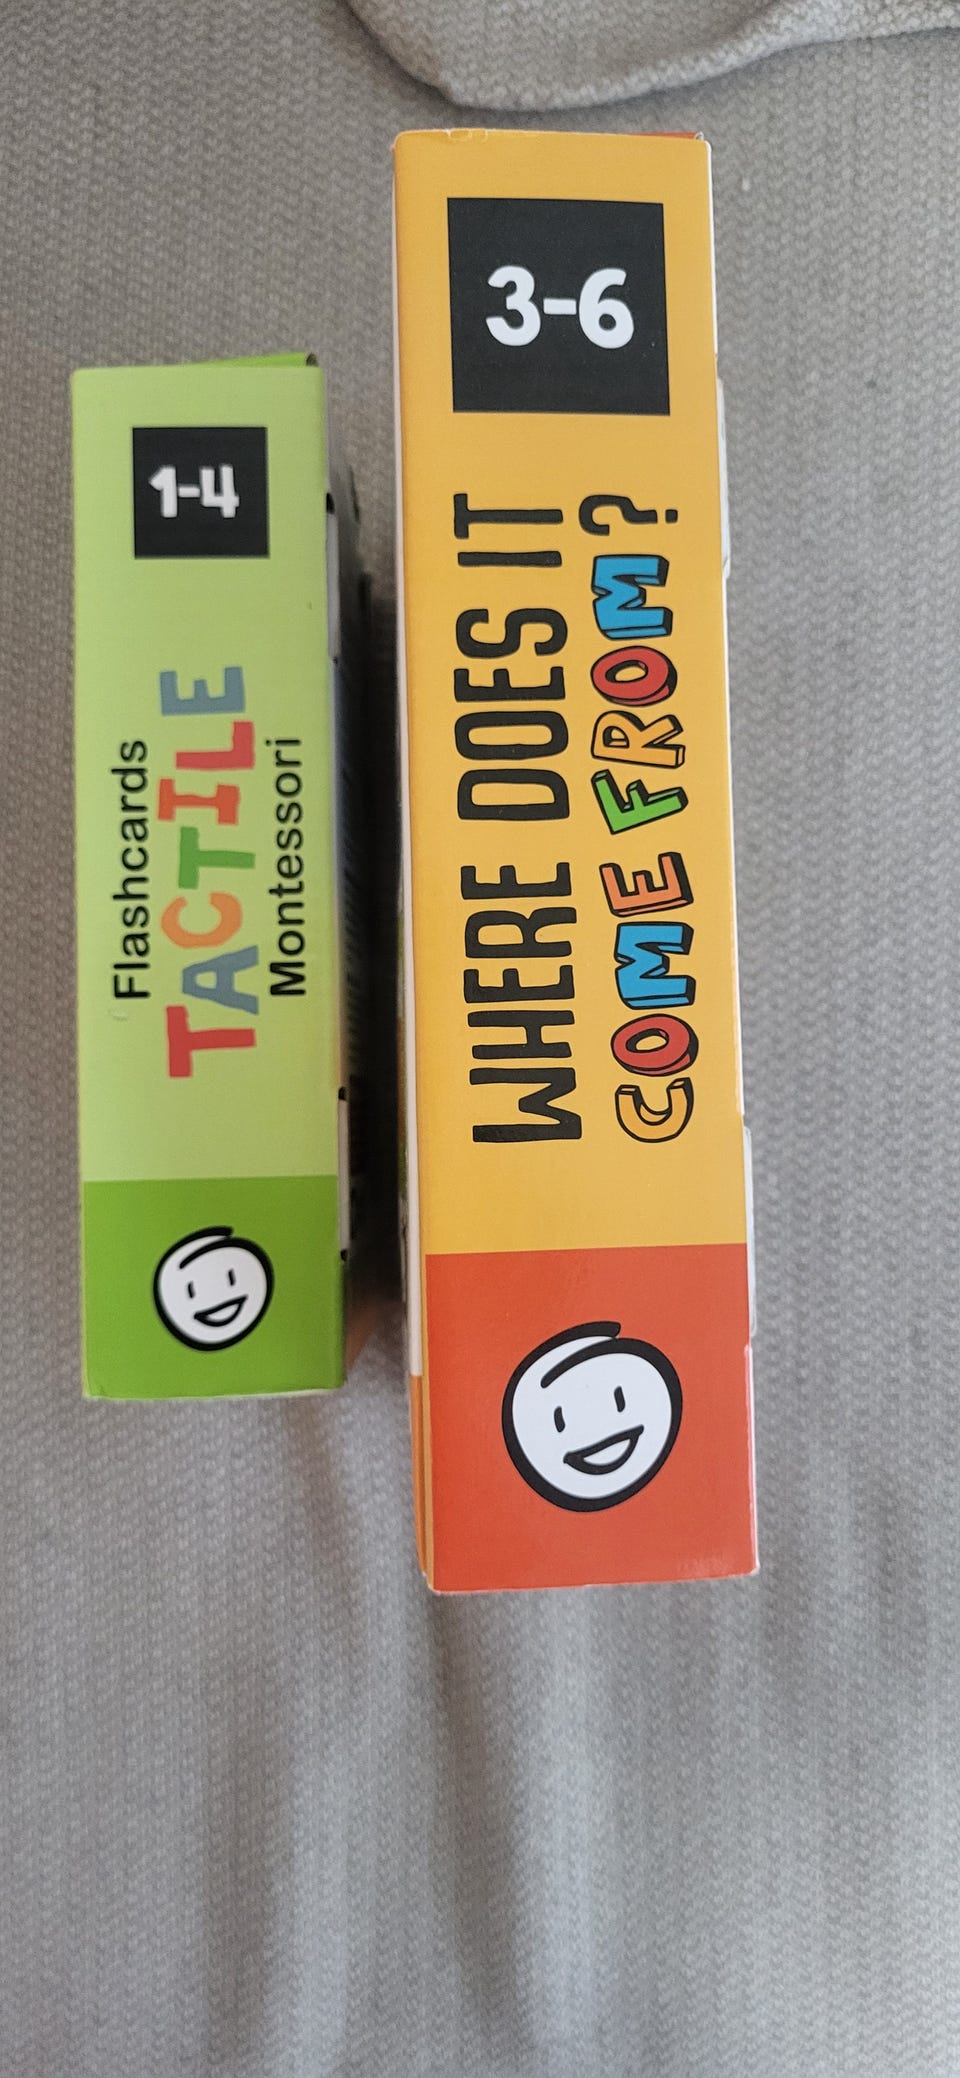 1-4
Flashcards
TACTILE
Montessori
3-6
WHERE DOES IT
COME FROM?